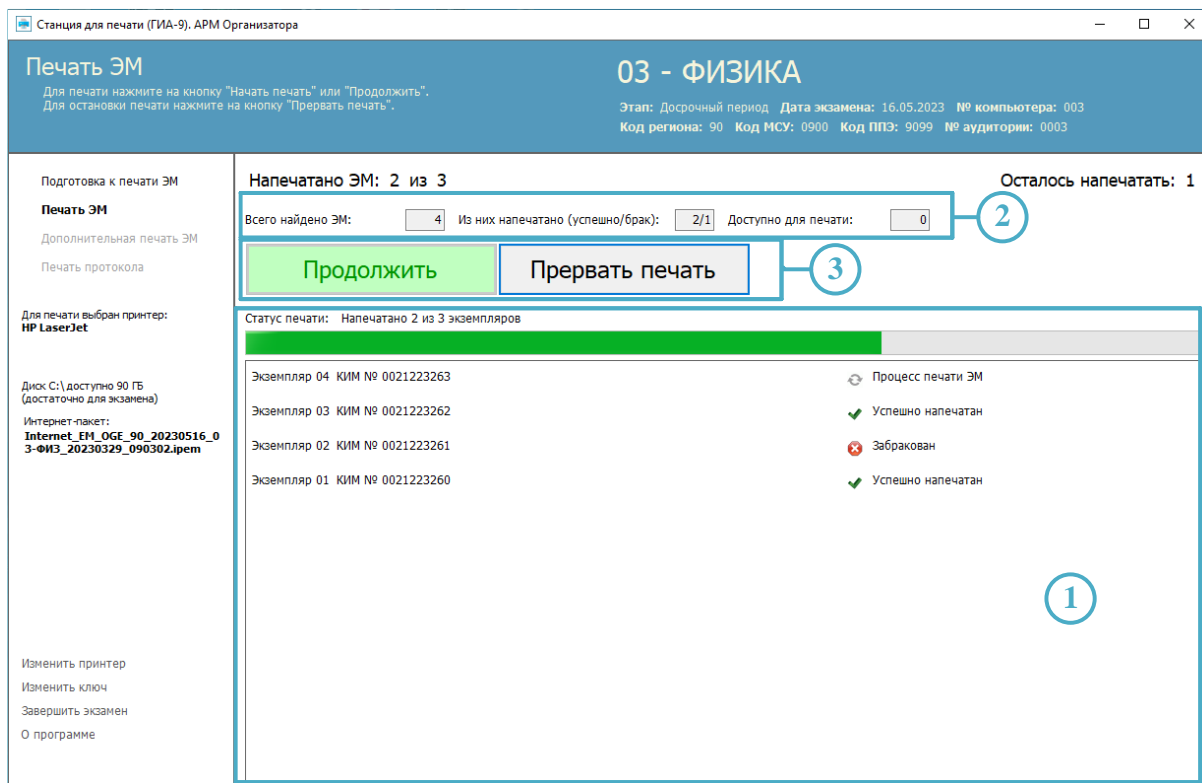 Станция для печати (ГИА-9). АРМ Организатора
Печать ЭМ
Для печати нажмите на кнопку "Начать печать" или "Продолжить".
Для остановки печати нажмите на кнопку "Прервать печать".
03 - ФИЗИКА
Этап: Досрочный период Дата экзамена: 16.05.2023 № компьютера: 003
Код региона: 90 Код МСУ: 0900 Код ППЭ: 9099 № аудитории: 0003
Подготовка к печати ЭМ
Печать ЭМ
Дополнительная печать ЭМ
Печать протокола
Для печати выбран принтер:
HP LaserJet
Диск C:\ доступно 90 ГБ
(достаточно для экзамена)
Интернет-пакет:
Internet_EM_OGE_90_20230516_0
3-ФИЗ_20230329_090302.ipem
Изменить принтер
Изменить ключ
Завершить экзамен
О программе
Напечатано ЭМ: 2 из 3 Осталось напечатать: 1
Всего найдено ЭМ: 4 Из них напечатано (успешно/брак): 2/1 Доступно для печати: 0
2
Продолжить Прервать печать
3
Статус печати: Напечатано 2 из 3 экземпляров
Экземпляр 04 КИМ № 0021223263 Процесс печати ЭМ
Экземпляр 03 КИМ № 0021223262 Успешно напечатан
Экземпляр 02 КИМ № 0021223261 Забракован
Экземпляр 01 КИМ № 0021223260 Успешно напечатан
1